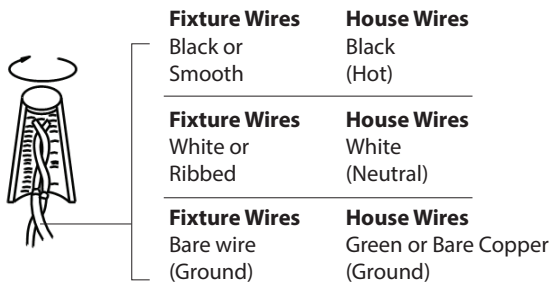 Fixture Wires House Wires
Black or Black
Smooth (Hot)
Fixture Wires House Wires
White or White
Ribbed (Neutral)
Fixture Wires House Wires
Bare wire Green or Bare Copper
(Ground) (Ground)